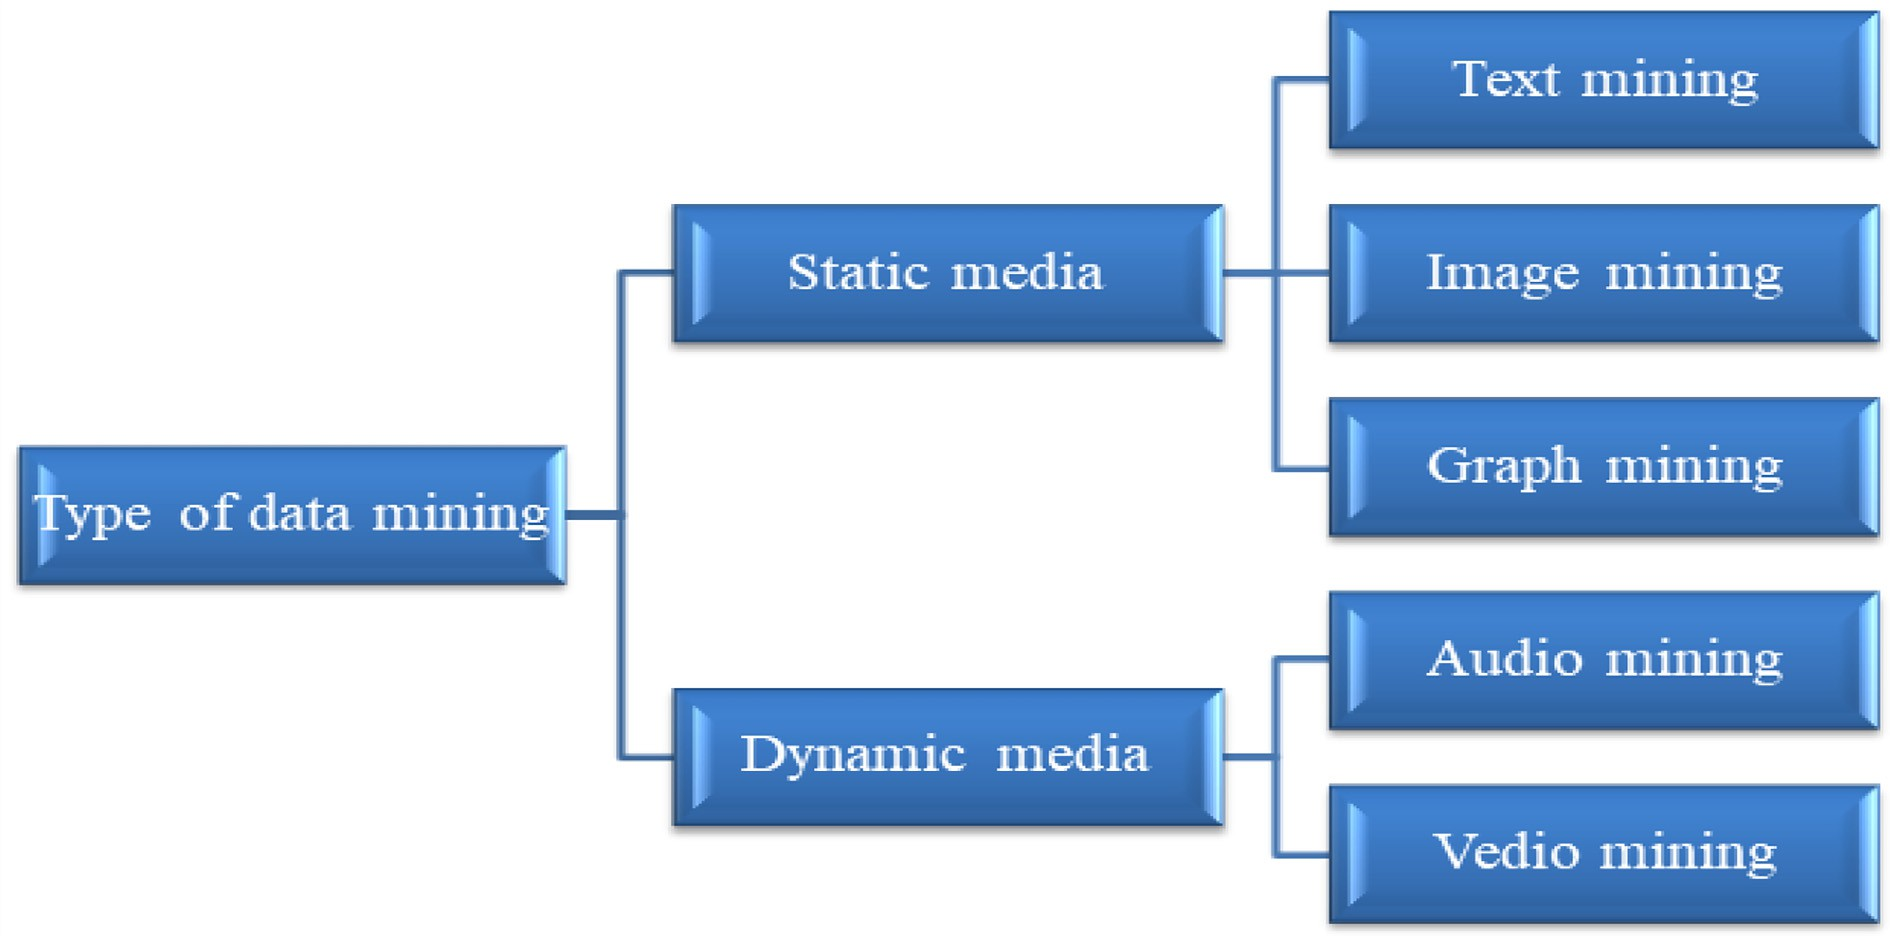 Type of data mining
Static media
Text mining
Image mining
Graph mining
Dynamic media
Audio mining
Vedio mining